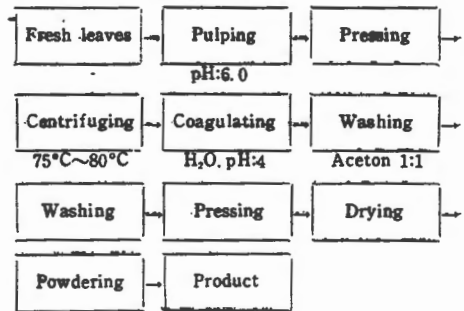 Fresh leaves Pulping Pressing
pH:6.0
Centrifuging Coagulating Washing
75°C~80°C H₂O. pH:4 Aceton 1:1
Washing Pressing Drying
Powdering Product